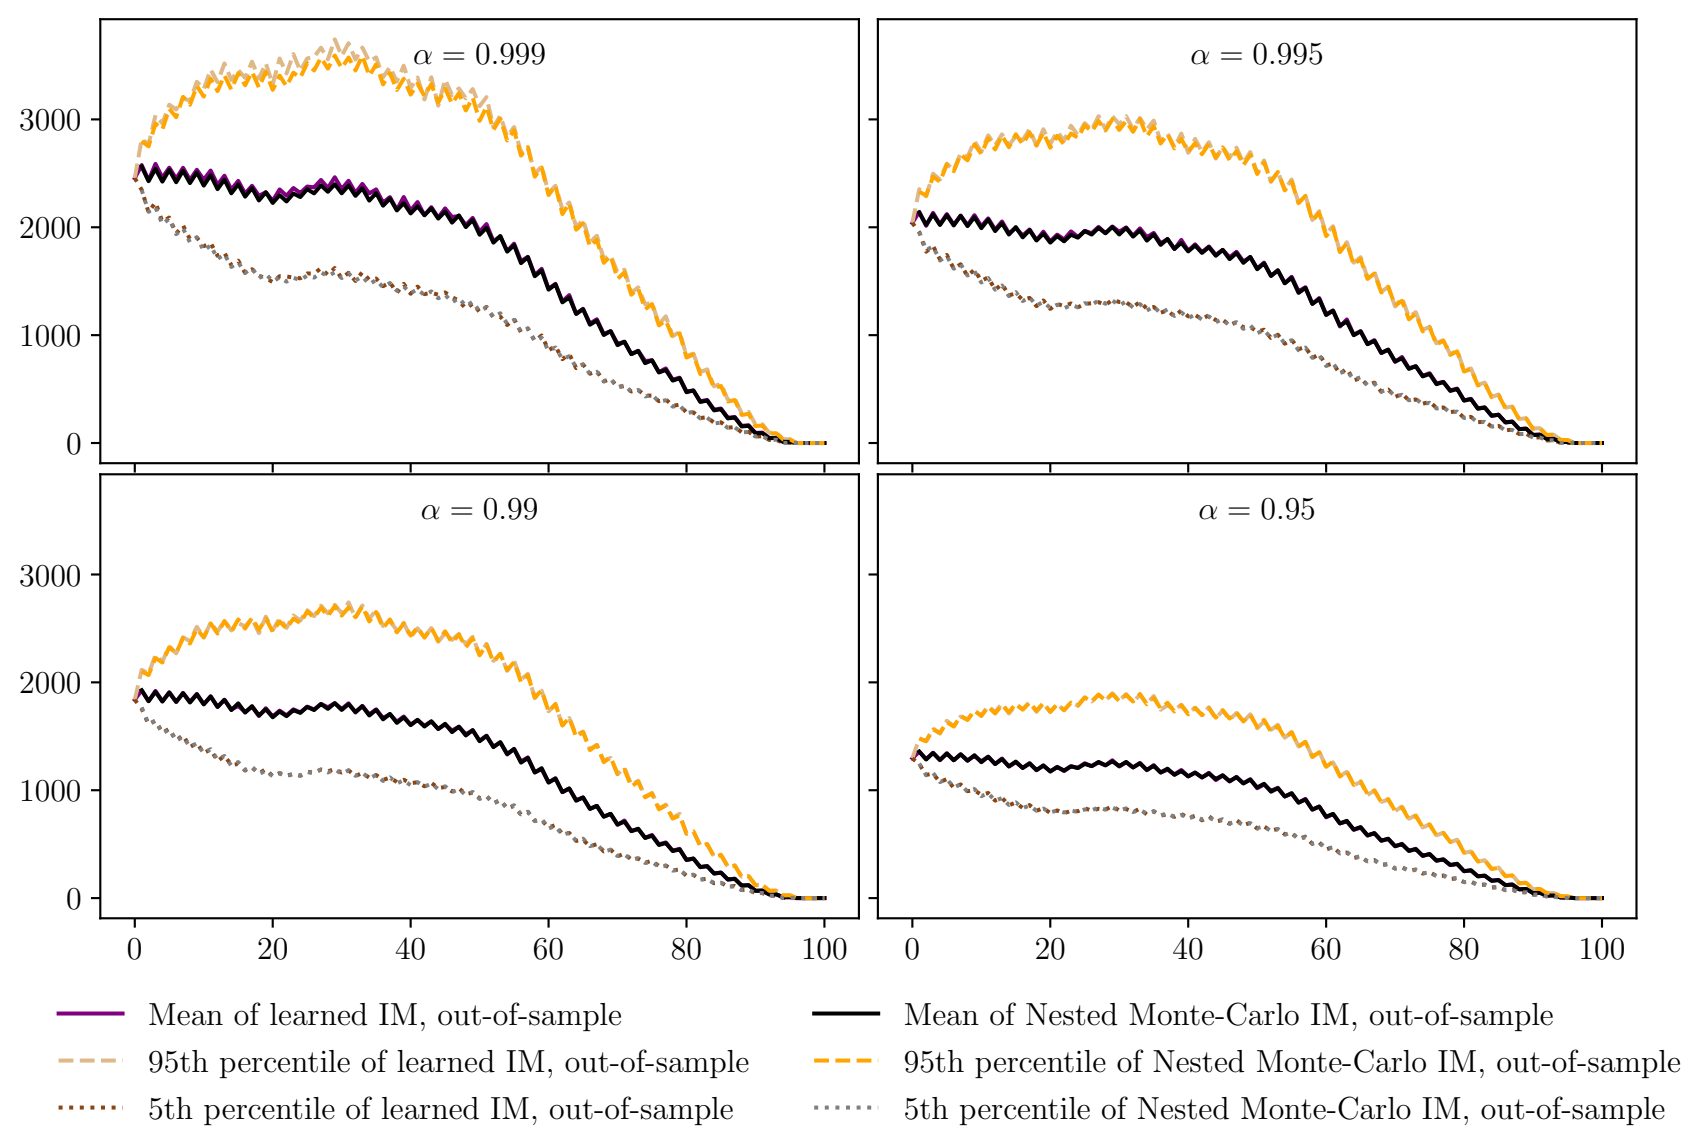 α = 0.999
α = 0.995
3000
2000
1000
0
α = 0.99
α = 0.95
3000
2000
1000
0
0 20 40 60 80 100
0 20 40 60 80 100
Mean of learned IM, out-of-sample
95th percentile of learned IM, out-of-sample
5th percentile of learned IM, out-of-sample
Mean of Nested Monte-Carlo IM, out-of-sample
95th percentile of Nested Monte-Carlo IM, out-of-sample
5th percentile of Nested Monte-Carlo IM, out-of-sample